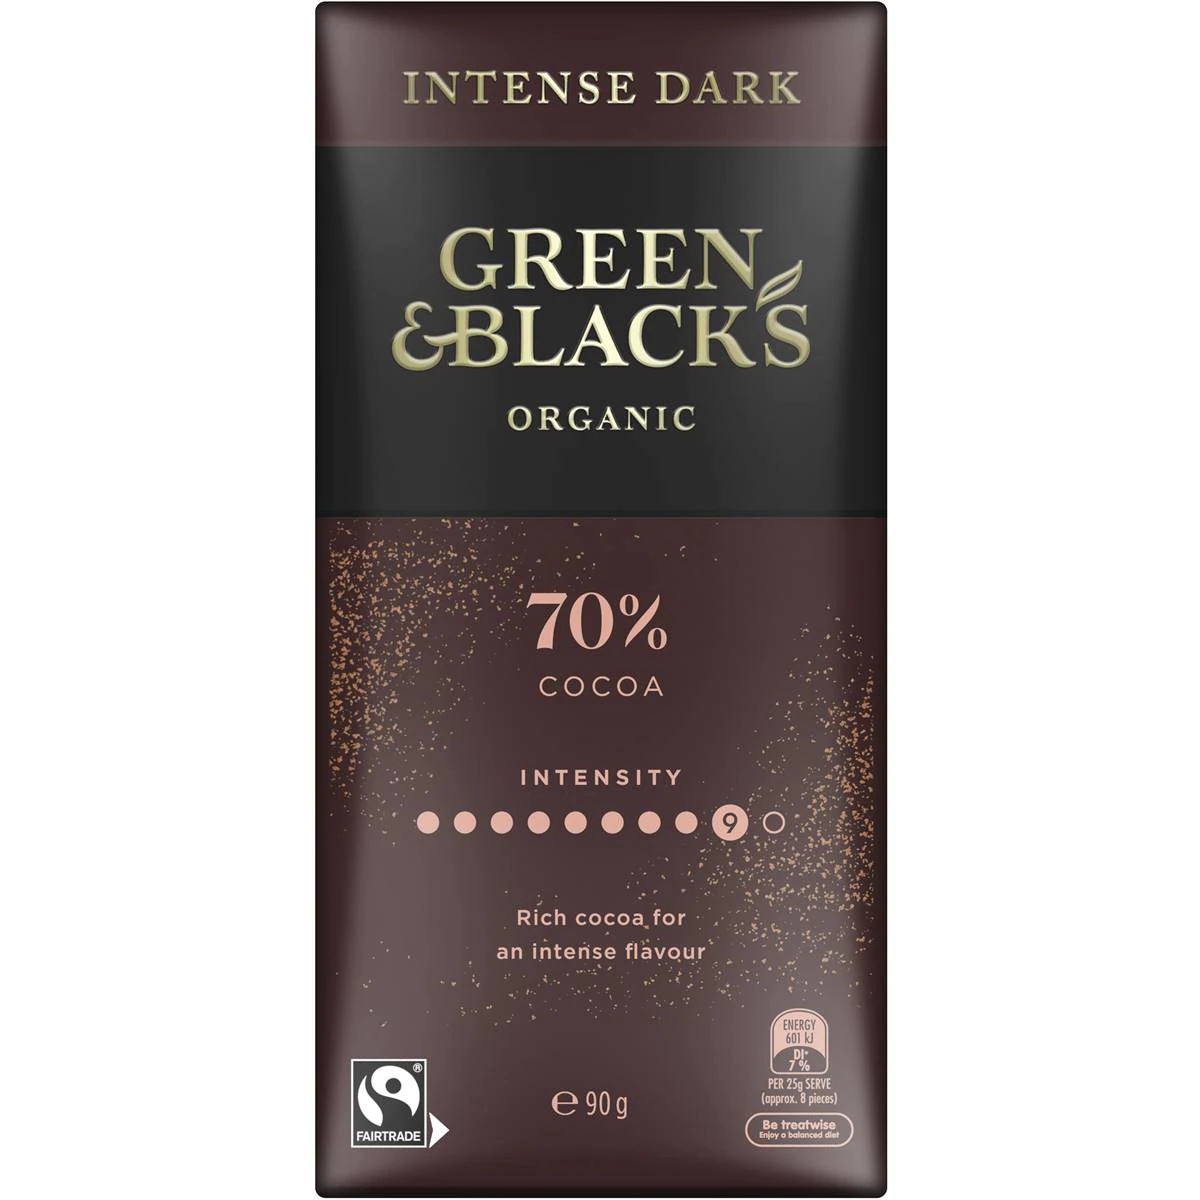 INTENSE DARK
GREEN
&BLACK'S
ORGANIC
70%
COCOA
INTENSITY
9
Rich cocoa for
an intense flavour
ENERGY
601 kJ
DI*
7%
PER 25g SERVE
(approx. 8 pieces)
Be treatwise
Enjoy a balanced diet
℮ 90g
®
FAIRTRADE